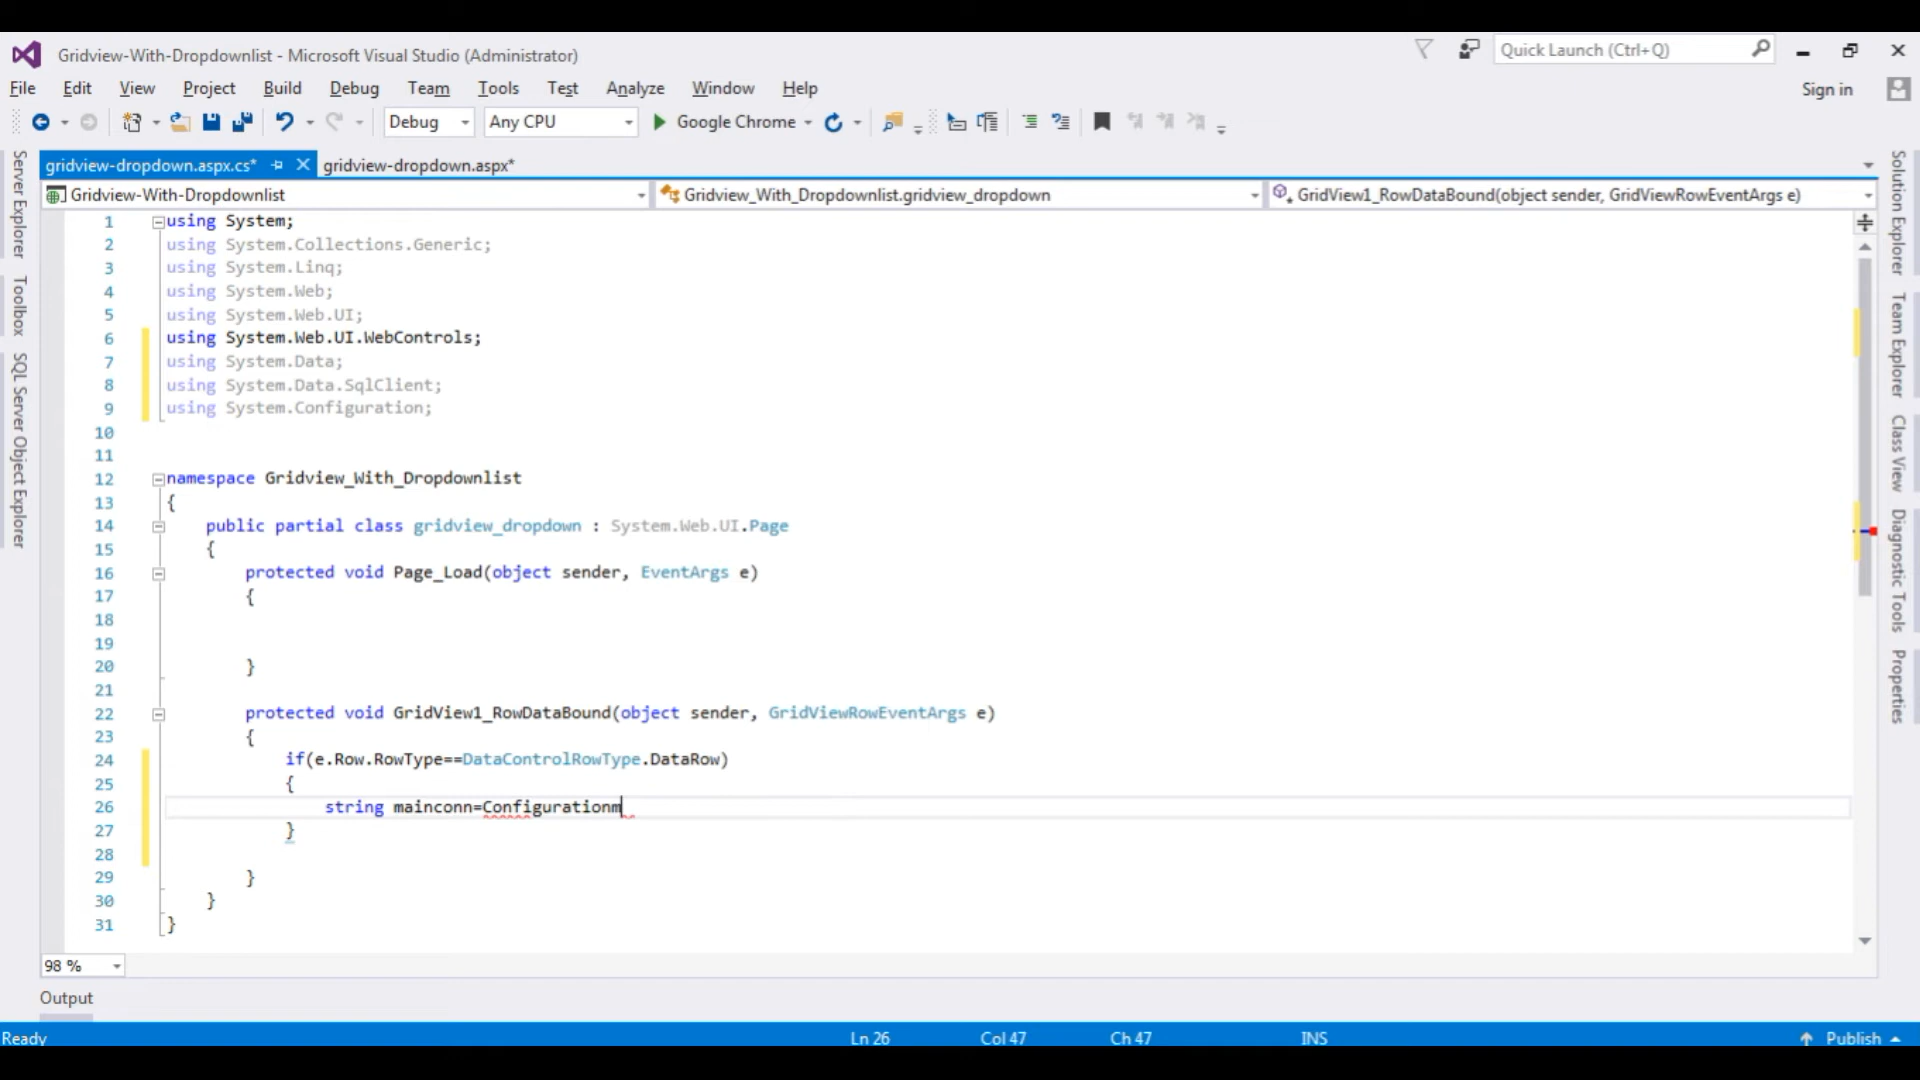 Gridview-With-Dropdownlist - Microsoft Visual Studio (Administrator)
Quick Launch (Ctrl+Q)
File Edit View Project Build Debug Team Tools Test Analyze Window Help
Sign in
Debug Any CPU Google Chrome
gridview-dropdown.aspx.cs* gridview-dropdown.aspx*
Gridview-With-Dropdownlist Gridview_With_Dropdownlist.gridview_dropdown GridView1_RowDataBound(object sender, GridViewRowEventArgs e)
Server Explorer
Toolbox
SQL Server Object Explorer
1 using System;
2 using System.Collections.Generic;
3 using System.Linq;
4 using System.Web;
5 using System.Web.UI;
6 using System.Web.UI.WebControls;
7 using System.Data;
8 using System.Data.SqlClient;
9 using System.Configuration;
10
11
12 namespace Gridview_With_Dropdownlist
13 {
14 public partial class gridview_dropdown : System.Web.UI.Page
15 {
16 protected void Page_Load(object sender, EventArgs e)
17 {
18
19
20 }
21
22 protected void GridView1_RowDataBound(object sender, GridViewRowEventArgs e)
23 {
24 if(e.Row.RowType==DataControlRowType.DataRow)
25 {
26 string mainconn=Configurationm
27 }
28
29 }
30 }
31 }
Solution Explorer
Team Explorer
Class View
Diagnostic Tools
Properties
98 %
Output
Ready Ln 26 Col 47 Ch 47 INS Publish